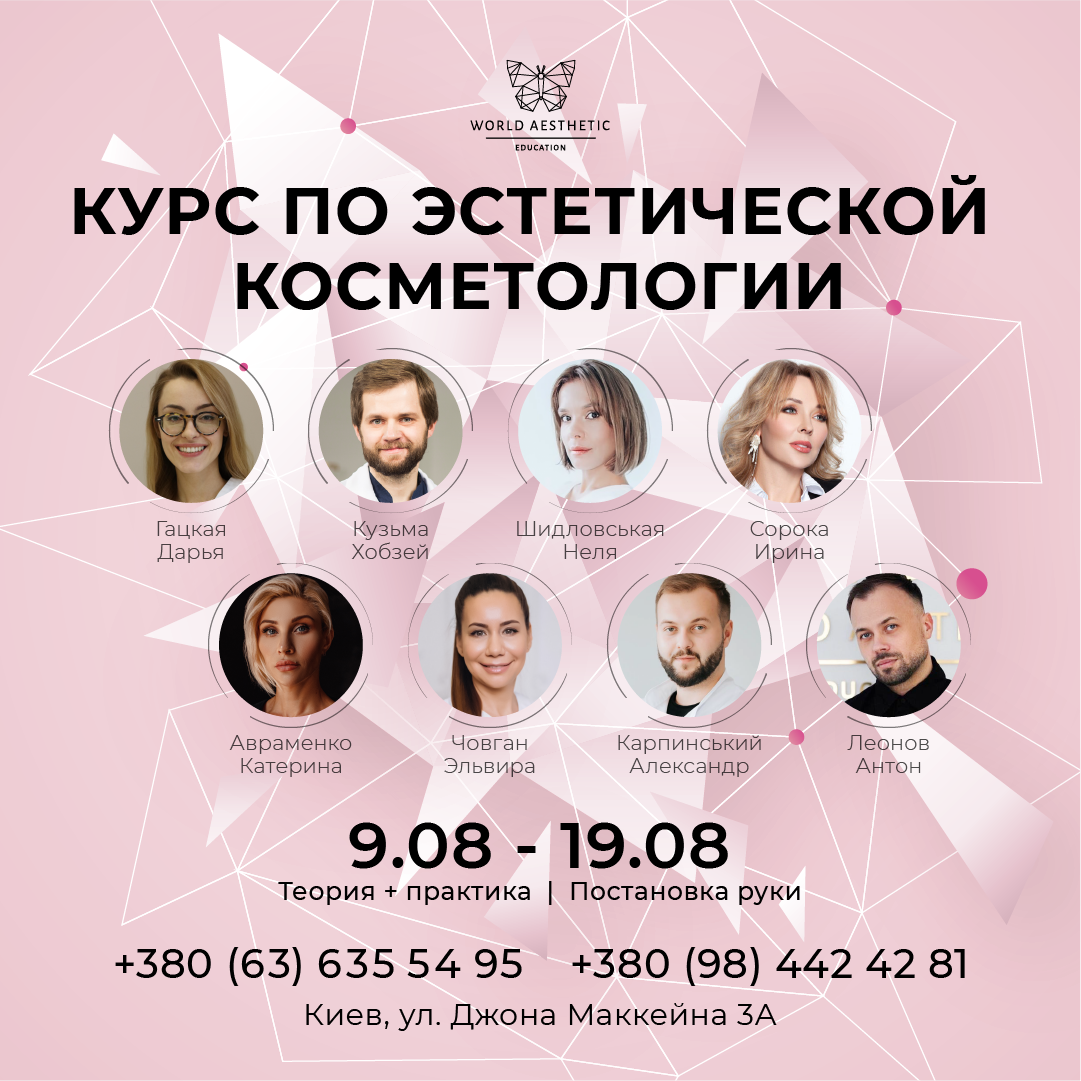 WORLD AESTHETIC
EDUCATION
КУРС ПО ЭСТЕТИЧЕСКОЙ
КОСМЕТОЛОГИИ
Гацкая
Дарья
Кузьма
Хобзей
Шидловськая
Неля
Сорока
Ирина
Авраменко
Катерина
Човган
Эльвира
Карпинський
Александр
Леонов
Антон
9.08 - 19.08
Теория + практика | Постановка руки
+380 (63) 635 54 95 +380 (98) 442 42 81
Киев, ул. Джона Маккейна 3А